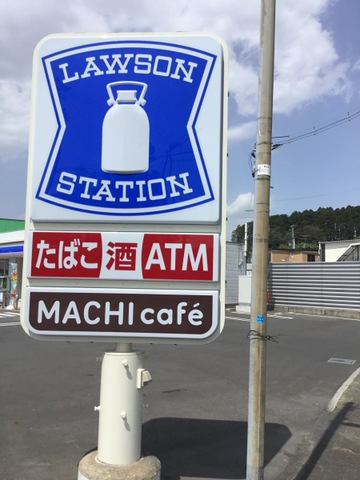 LAWSON
STATION
たばこ 酒 ATM
MACHI café